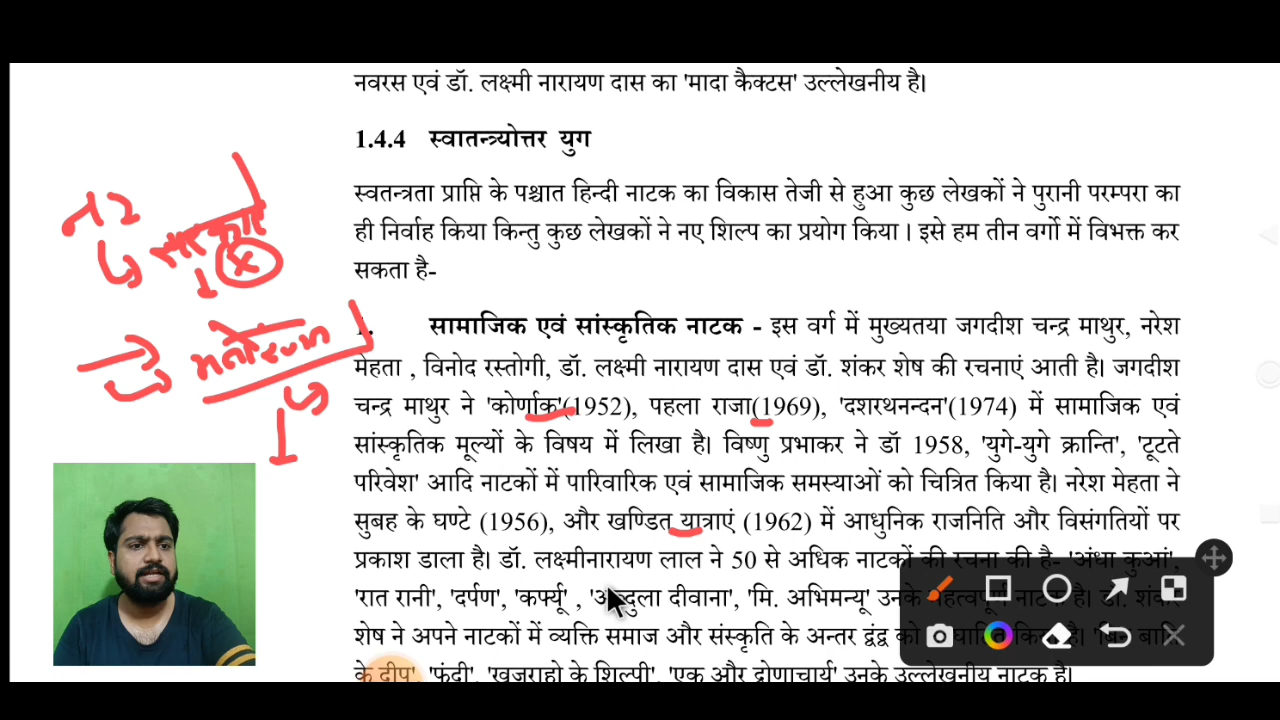 नवरस एवं डॉ. लक्ष्मी नारायण दास का 'मादा कैक्टस' उल्लेखनीय है।
1.4.4 स्वातन्त्र्योत्तर युग
स्वतन्त्रता प्राप्ति के पश्चात हिन्दी नाटक का विकास तेजी से हुआ कुछ लेखकों ने पुरानी परम्परा का
ही निर्वाह किया किन्तु कुछ लेखकों ने नए शिल्प का प्रयोग किया। इसे हम तीन वर्गो में विभक्त कर
सकता है-
सामाजिक एवं सांस्कृतिक नाटक - इस वर्ग में मुख्यतया जगदीश चन्द्र माथुर, नरेश
मेहता , विनोद रस्तोगी, डॉ. लक्ष्मी नारायण दास एवं डॉ. शंकर शेष की रचनाएं आती है। जगदीश
चन्द्र माथुर ने 'कोर्णाक'(1952), पहला राजा(1969), 'दशरथनन्दन'(1974) में सामाजिक एवं
सांस्कृतिक मूल्यों के विषय में लिखा है। विष्णु प्रभाकर ने डॉ 1958, 'युगे-युगे क्रान्ति', 'टूटते
परिवेश' आदि नाटकों में पारिवारिक एवं सामाजिक समस्याओं को चित्रित किया है। नरेश मेहता ने
सुबह के घण्टे (1956), और खण्डित यात्राएं (1962) में आधुनिक राजनिति और विसंगतियों पर
प्रकाश डाला है। डॉ. लक्ष्मीनारायण लाल ने 50 से अधिक नाटकों की रचना की है- 'अंधा कुआं',
'रात रानी', 'दर्पण', 'कर्फ्यू' , दीवाना', 'मि. अभिमन्यू' उनके महत्वपूर्ण नाटक है। डॉ. शंकर
शेष ने अपने नाटकों में व्यक्ति समाज और संस्कृति के अन्तर द्वंद्व को किया है।
के दीप' 'फंदी', 'खजुराहो के शिल्पी', 'एक और द्रोणाचार्य' उनके उल्लेखनीय नाटक है।